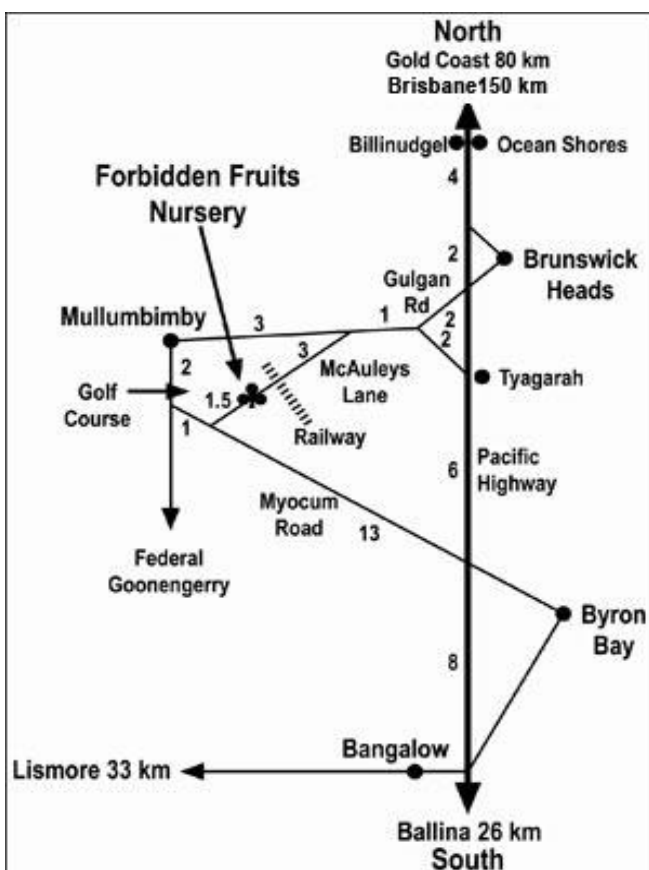 North
Gold Coast 80 km
Brisbane150 km
Billinudgel
Ocean Shores
4
Forbidden Fruits
Nursery
2
Brunswick
Heads
Gulgan
Rd
Mullumbimby
3
1
2
2
3
McAuleys
Lane
2
Tyagarah
Golf
Course
1.5
Railway
1
6
Pacific
Highway
Myocum
Road
13
Federal
Goonengerry
Byron
Bay
8
Bangalow
Lismore 33 km
Ballina 26 km
South